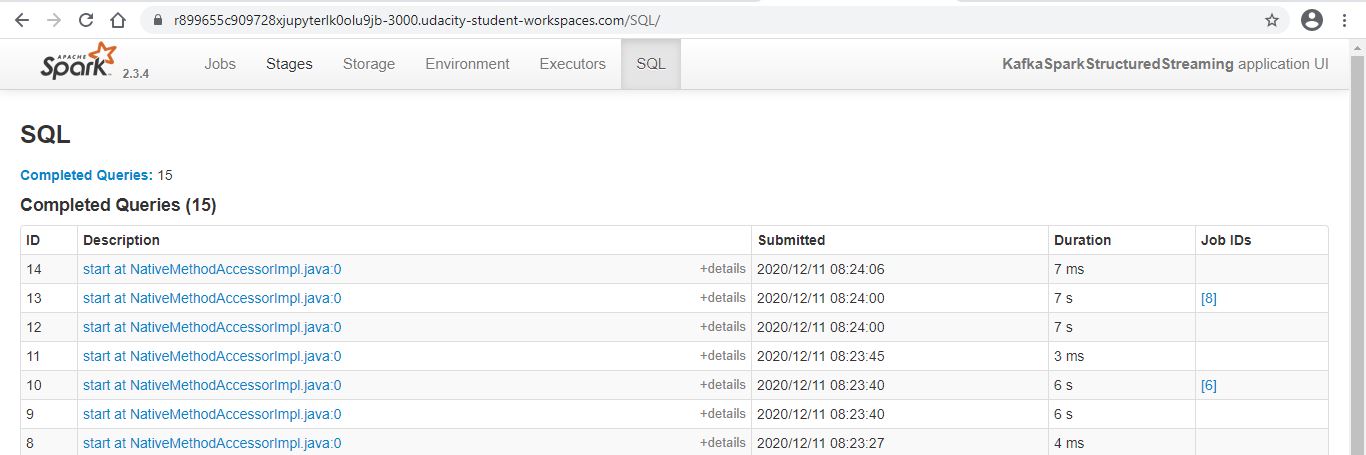 r899655c909728xjupyterlk0olu9jb-3000.udacity-student-workspaces.com/SQL/
APACHE Spark 2.3.4 Jobs Stages Storage Environment Executors SQL KafkaSparkStructuredStreaming application UI
SQL
Completed Queries: 15
Completed Queries (15)
ID Description Submitted Duration Job IDs
14 start at NativeMethodAccessorImpl.java:0 +details 2020/12/11 08:24:06 7 ms
13 start at NativeMethodAccessorImpl.java:0 +details 2020/12/11 08:24:00 7 s [8]
12 start at NativeMethodAccessorImpl.java:0 +details 2020/12/11 08:24:00 7 s
11 start at NativeMethodAccessorImpl.java:0 +details 2020/12/11 08:23:45 3 ms
10 start at NativeMethodAccessorImpl.java:0 +details 2020/12/11 08:23:40 6 s [6]
9 start at NativeMethodAccessorImpl.java:0 +details 2020/12/11 08:23:40 6 s
8 start at NativeMethodAccessorImpl.java:0 +details 2020/12/11 08:23:27 4 ms